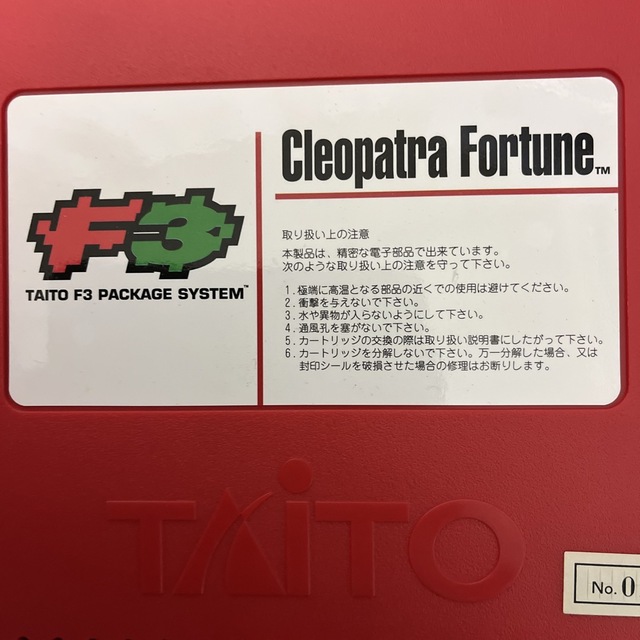 Cleopatra Fortune™
F3
TAITO F3 PACKAGE SYSTEM™
取り扱い上の注意
本製品は、精密な電子部品で出来ています。
次のような取り扱い上の注意を守って下さい。
1.極端に高温となる部品の近くでの使用は避けてください。
2.衝撃を与えないで下さい。
3.水や異物が入らないようにして下さい。
4.通風孔を塞がないで下さい。
5.カートリッジの交換の際は取り扱い説明書にしたがって下さい。
6.カートリッジを分解しないで下さい。万一分解した場合、又は
封印シールを破損させた場合の修理はお断りします。
TAITO
No. 0